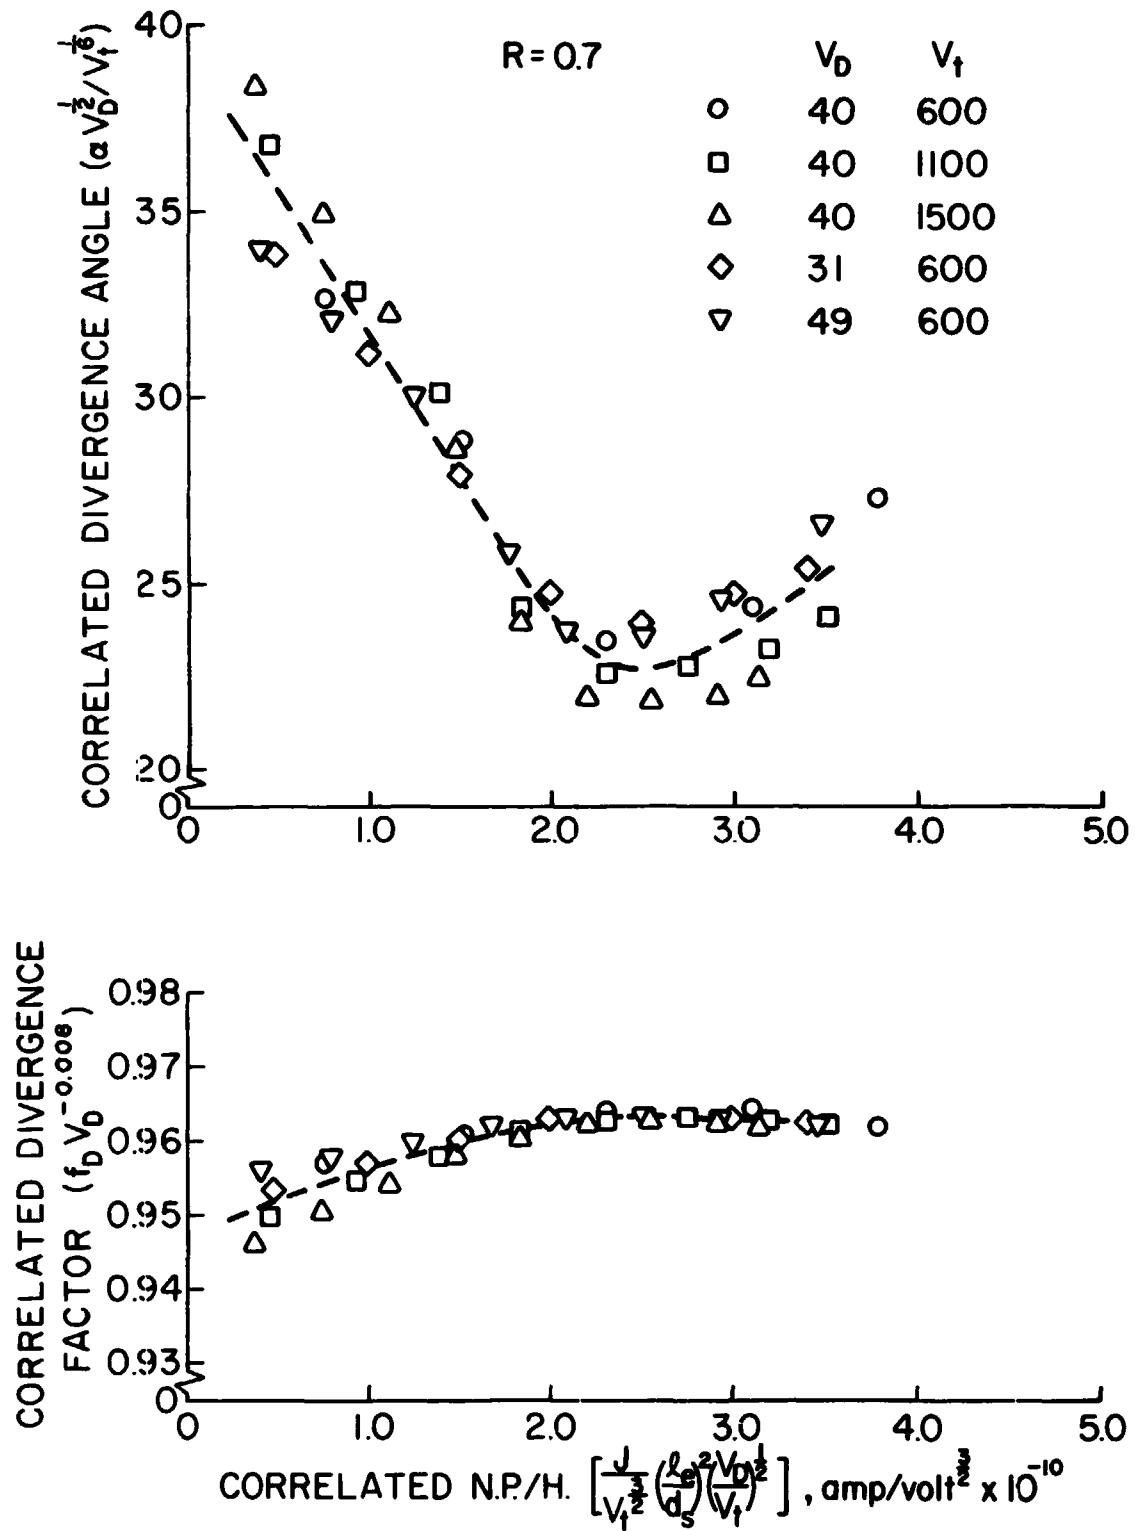 R = 0.7
V_D V_t
○ 40 600
□ 40 1100
△ 40 1500
◇ 31 600
▽ 49 600
CORRELATED DIVERGENCE ANGLE (α V_D^{1/2}/V_t^{1/6})
40
35
30
25
20
0
0 1.0 2.0 3.0 4.0 5.0
CORRELATED DIVERGENCE
FACTOR (f_D V_D^{-0.008})
0.98
0.97
0.96
0.95
0.94
0.93
0
0 1.0 2.0 3.0 4.0 5.0
CORRELATED N.P./H. [J/V_t^{3/2} (ℓ_e/d_s)^2 (V_D/V_t)^{1/2}], amp/volt^{3/2} x 10^{-10}